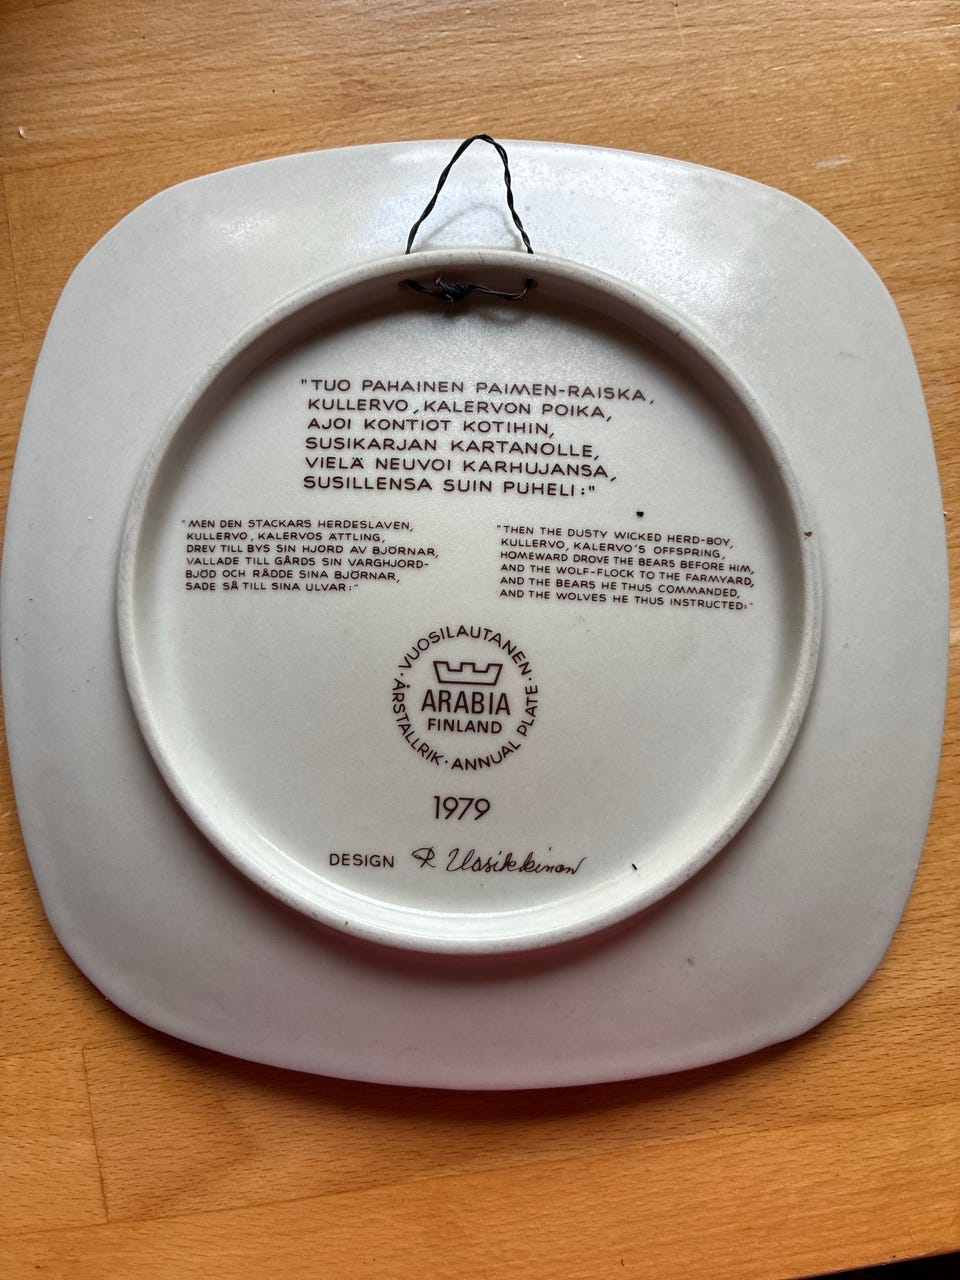 "TUO PAHAINEN PAIMEN-RAISKA,
KULLERVO, KALERVON POIKA,
AJOI KONTIOT KOTIHIN,
SUSIKARJAN KARTANOLLE,
VIELÄ NEUVOI KARHUJANSA,
SUSILLENSA SUIN PUHELI:"
"MEN DEN STACKARS HERDESLAVEN,
KULLERVO, KALERVOS ÄTTLING,
DREV TILL BYS SIN HJORD AV BJÖRNAR,
VALLADE TILL GÅRDS SIN VARGHJORD-
BJÖD OCH RÅDDE SINA BJÖRNAR,
SADE SÅ TILL SINA ULVAR:"
"THEN THE DUSTY WICKED HERD-BOY,
KULLERVO, KALERVO'S OFFSPRING,
HOMEWARD DROVE THE BEARS BEFORE HIM,
AND THE WOLF-FLOCK TO THE FARMYARD,
AND THE BEARS HE THUS COMMANDED,
AND THE WOLVES HE THUS INSTRUCTED:"
VUOSILAUTANEN · ANNUAL PLATE · ÅRSTALLRIK ·
ARABIA
FINLAND
1979
DESIGN R. Uosikkinen